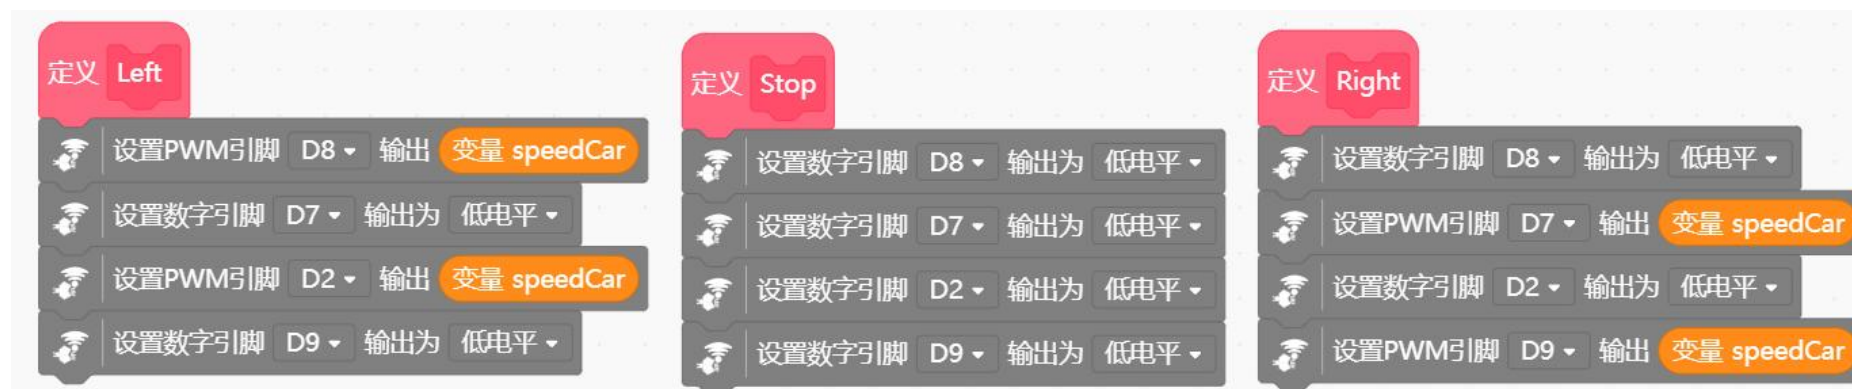 定义 Left
设置PWM引脚 D8 输出 变量 speedCar
设置数字引脚 D7 输出为 低电平
设置PWM引脚 D2 输出 变量 speedCar
设置数字引脚 D9 输出为 低电平
定义 Stop
设置数字引脚 D8 输出为 低电平
设置数字引脚 D7 输出为 低电平
设置数字引脚 D2 输出为 低电平
设置数字引脚 D9 输出为 低电平
定义 Right
设置数字引脚 D8 输出为 低电平
设置PWM引脚 D7 输出 变量 speedCar
设置数字引脚 D2 输出为 低电平
设置PWM引脚 D9 输出 变量 speedCar